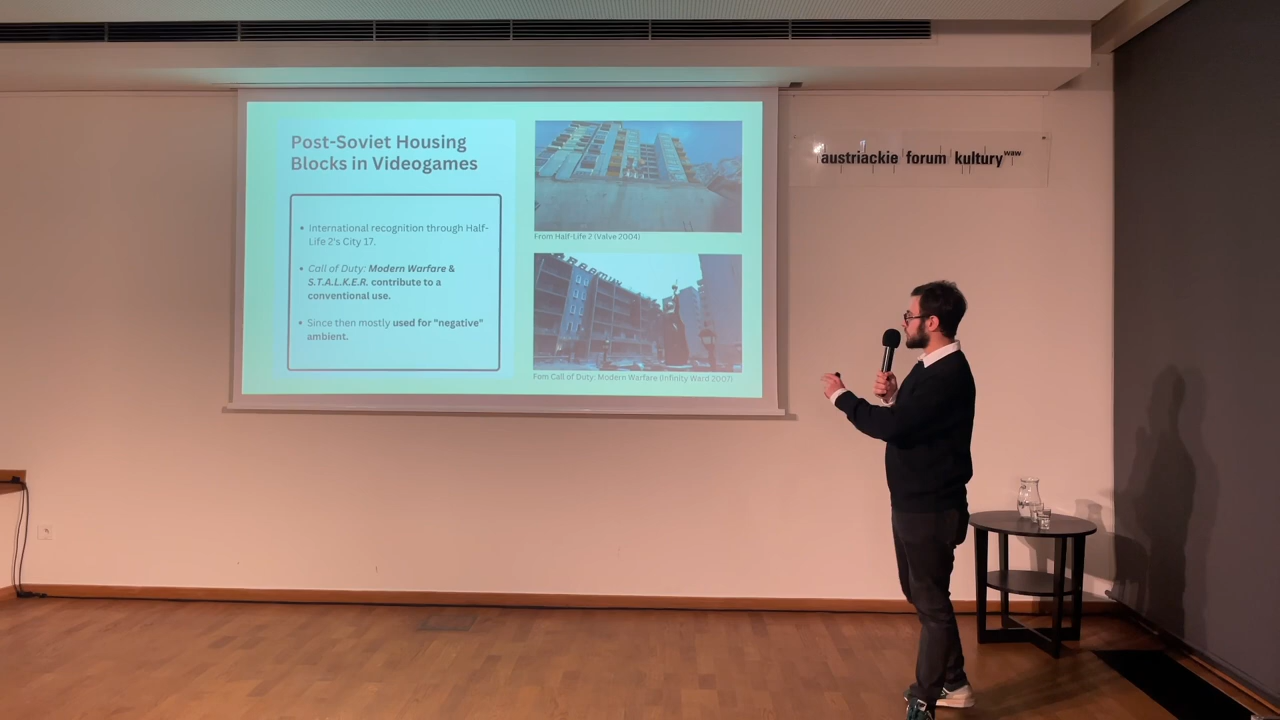 Post-Soviet Housing
Blocks in Videogames
• International recognition through Half-
Life 2's City 17.
• Call of Duty: Modern Warfare &
S.T.A.L.K.E.R. contribute to a
conventional use.
• Since then mostly used for "negative"
ambient.
From Half-Life 2 (Valve 2004)
Fom Call of Duty: Modern Warfare (Infinity Ward 2007)
austriackie forum kultury waw